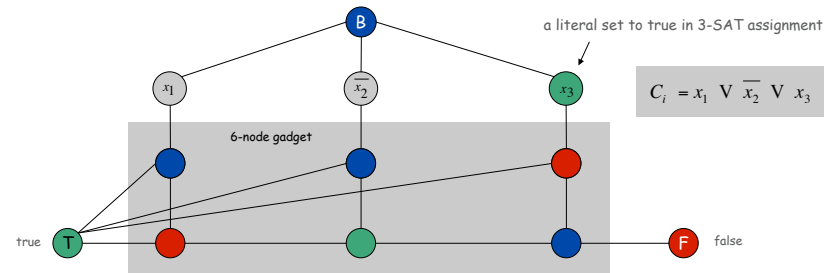 B
a literal set to true in 3-SAT assignment
x₁
x̅₂
x₃
Cᵢ = x₁ V x̅₂ V x₃
6-node gadget
true
T
F
false